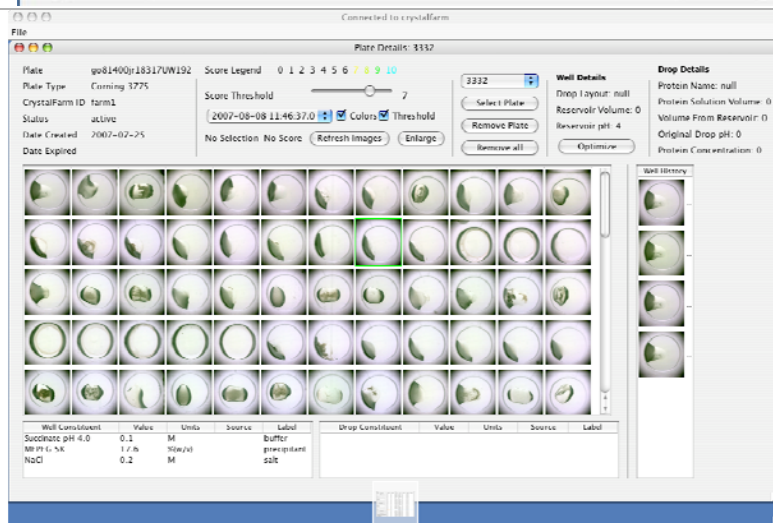 Connected to crystalfarm
File
Plate Details: 3332
Plate go81400jr18317UW192
Plate Type Corning 3775
CrystalFarm ID farm1
Status active
Date Created 2007-07-25
Date Expired
Score Legend 0 1 2 3 4 5 6 7 8 9 10
Score Threshold 7
2007-08-08 11:46:37.0 Colors Threshold
No Selection No Score Refresh Images Enlarge
3332
Select Plate
Remove Plate
Remove all
Well Details
Drop Layout: null
Reservoir Volume: 0
Reservoir pH: 4
Optimize
Drop Details
Protein Name: null
Protein Solution Volume: 0
Volume From Reservoir: 0
Original Drop pH: 0
Protein Concentration: 0
Well History
Well Constituent Value Units Source Label
Succinate pH 4.0 0.1 M buffer
MEPEG 5K 17.6 %(w/v) precipitant
NaCl 0.2 M salt
Drop Constituent Value Units Source Label